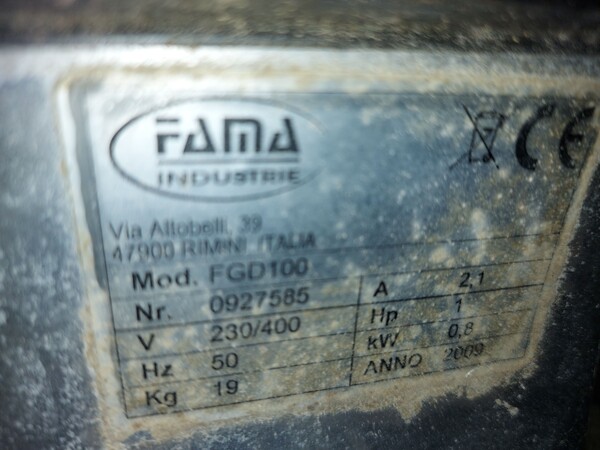 FAMA
INDUSTRIE
CE
Via Altobelli, 39
47900 RIMINI ITALIA
Mod. FGD100
Nr. 0927585
V 230/400
Hz 50
Kg 19
A 2,1
Hp 1
kW 0,8
ANNO 2009